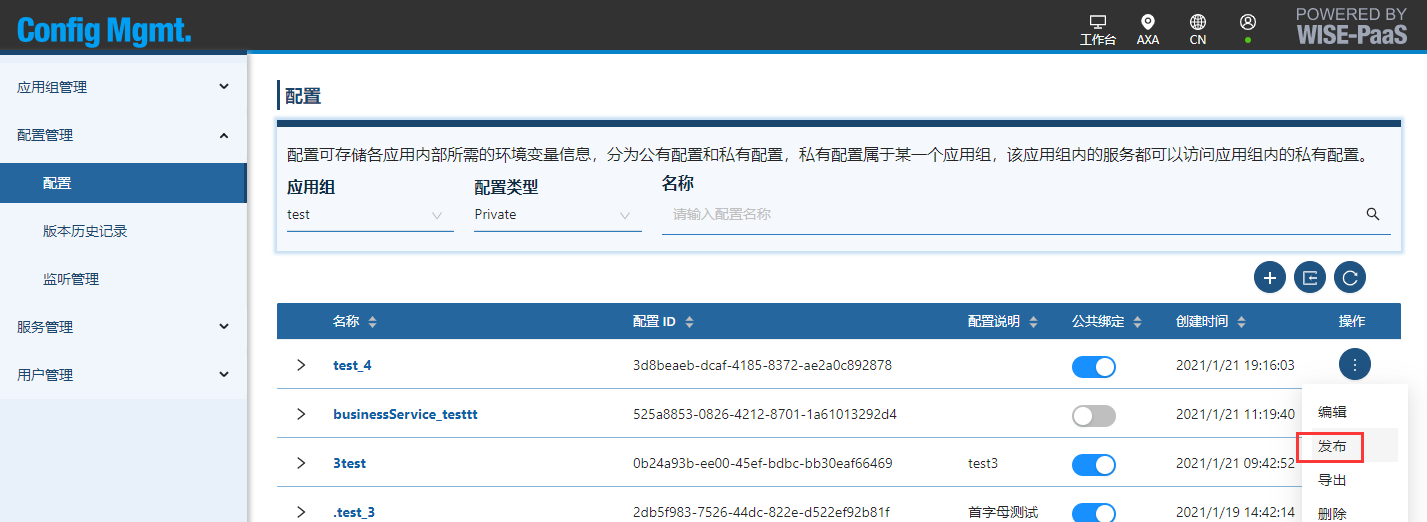 Config Mgmt.
工作台
AXA
CN
POWERED BY
WISE-PaaS
应用组管理
配置管理
配置
版本历史记录
监听管理
服务管理
用户管理
配置
配置可存储各应用内部所需的环境变量信息，分为公有配置和私有配置，私有配置属于某一个应用组，该应用组内的服务都可以访问应用组内的私有配置。
应用组 配置类型 名称
test Private 请输入配置名称
名称 配置 ID 配置说明 公共绑定 创建时间 操作
test_4 3d8beaeb-dcaf-4185-8372-ae2a0c892878 2021/1/21 19:16:03
businessService_testtt 525a8853-0826-4212-8701-1a61013292d4 2021/1/21 11:19:40
3test 0b24a93b-ee00-45ef-bdbc-bb30eaf66469 test3 2021/1/21 09:42:52
.test_3 2db5f983-7526-44dc-822e-d522ef92b81f 首字母测试 2021/1/19 14:42:14
编辑
发布
导出
删除